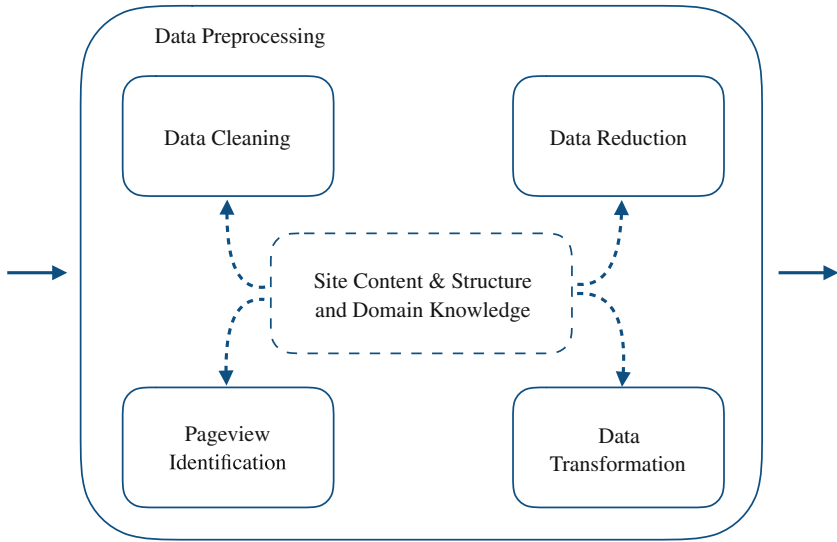 Data Preprocessing
Data Cleaning
Data Reduction
Site Content & Structure
and Domain Knowledge
Pageview
Identification
Data
Transformation